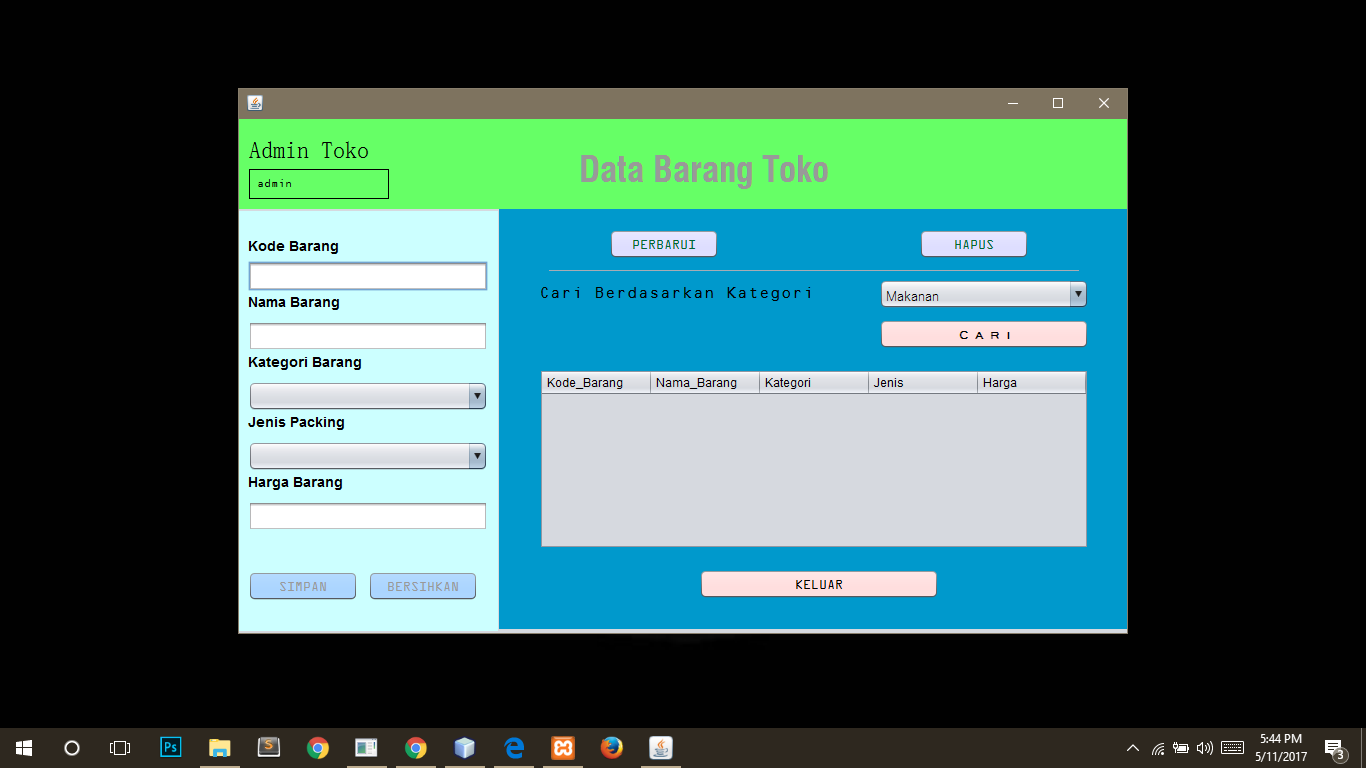 Admin Toko
admin
Data Barang Toko
Kode Barang
Nama Barang
Kategori Barang
Jenis Packing
Harga Barang
SIMPAN BERSIHKAN
PERBARUI HAPUS
Cari Berdasarkan Kategori Makanan
CARI
Kode_Barang Nama_Barang Kategori Jenis Harga
KELUAR
Ps S
5:44 PM
5/11/2017
3